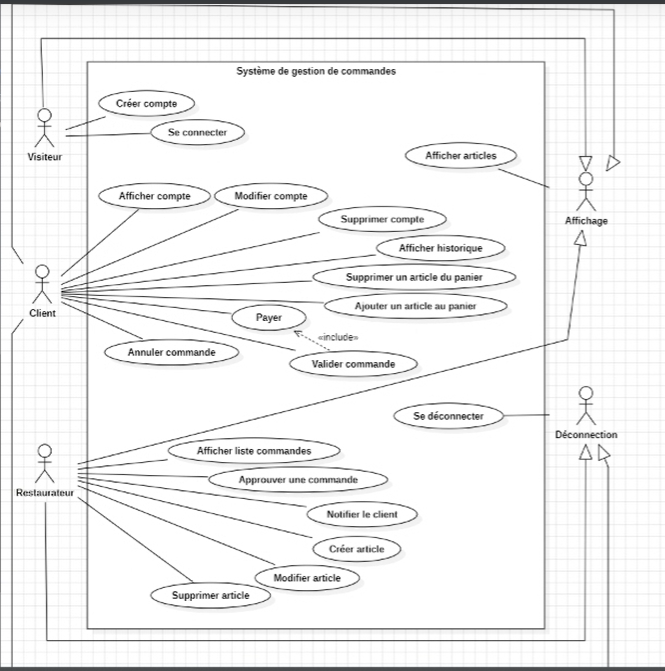 Système de gestion de commandes
Créer compte
Se connecter
Visiteur
Afficher articles
Affichage
Afficher compte
Modifier compte
Supprimer compte
Afficher historique
Supprimer un article du panier
Ajouter un article au panier
Client
Payer
«include»
Annuler commande
Valider commande
Se déconnecter
Déconnection
Afficher liste commandes
Approuver une commande
Restaurateur
Notifier le client
Créer article
Modifier article
Supprimer article